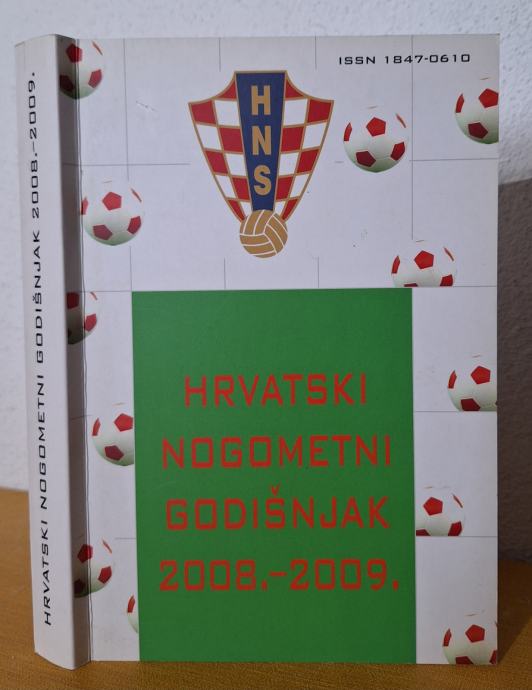 HRVATSKI NOGOMETNI GODIŠNJAK 2008.-2009.
ISSN 1847-0610
HNS
HRVATSKI
NOGOMETNI
GODIŠNJAK
2008.-2009.